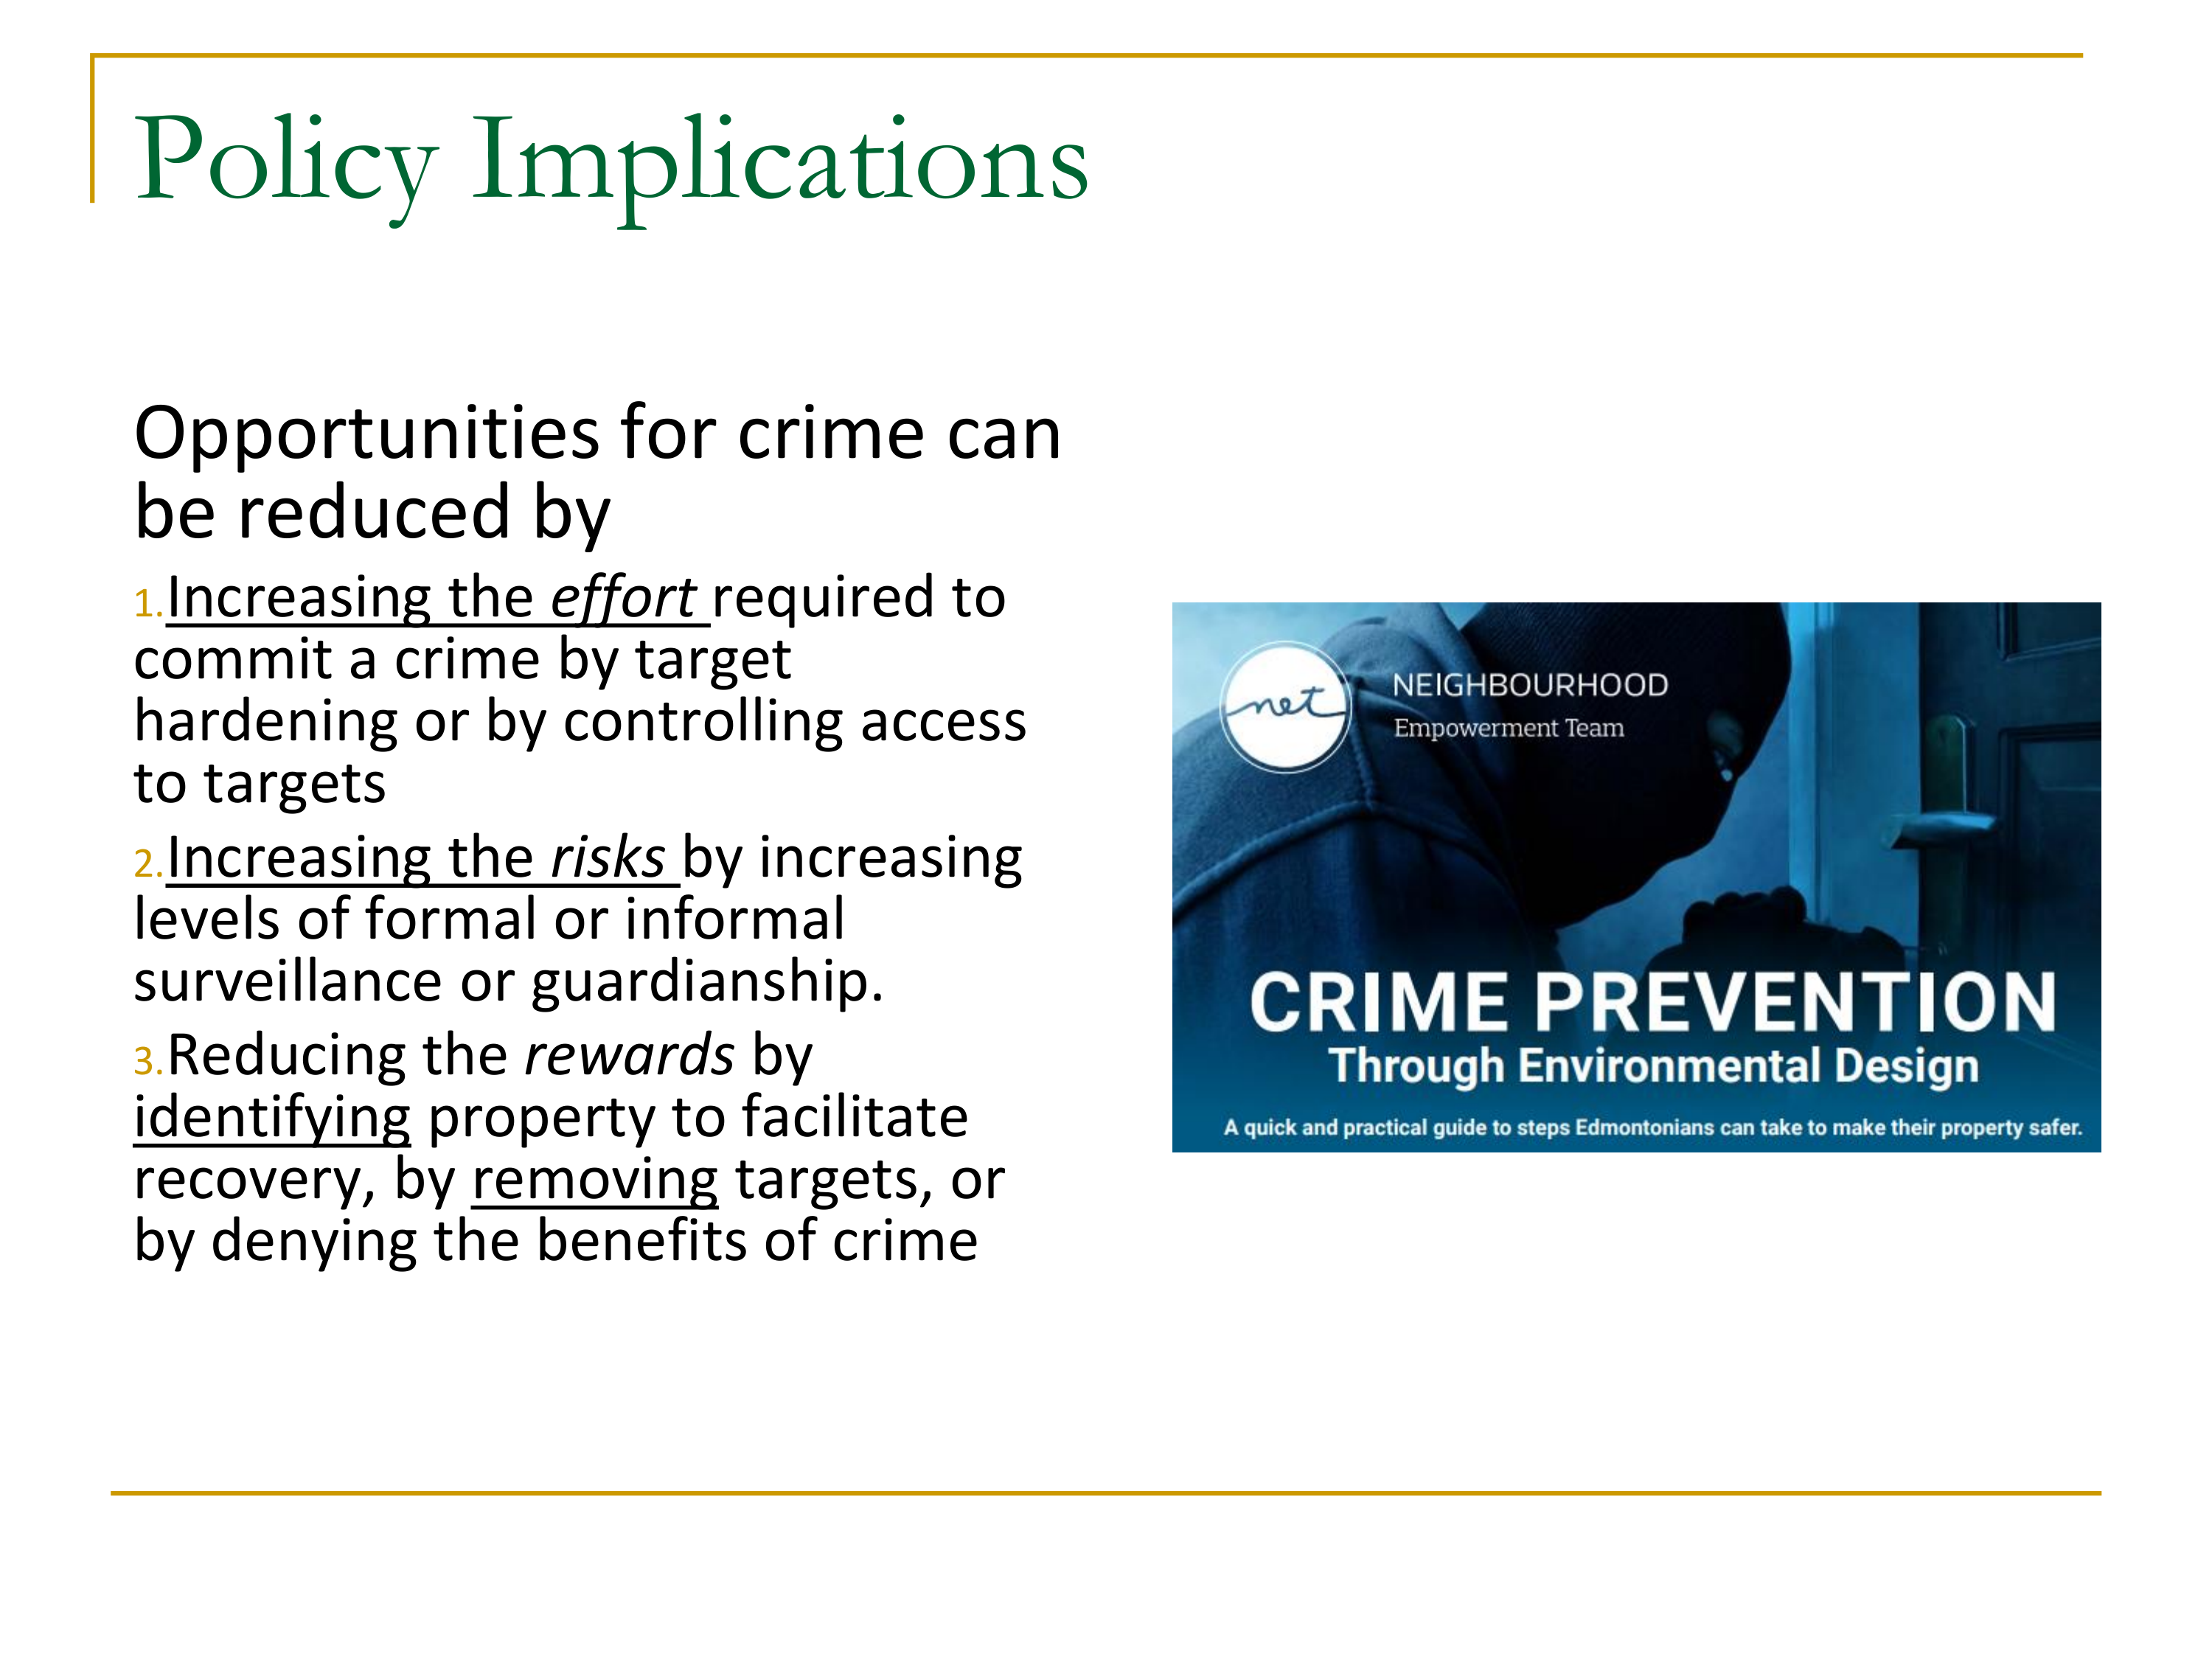 Policy Implications
Opportunities for crime can
be reduced by
1.Increasing the effort required to
commit a crime by target
hardening or by controlling access
to targets
2.Increasing the risks by increasing
levels of formal or informal
surveillance or guardianship.
3.Reducing the rewards by
identifying property to facilitate
recovery, by removing targets, or
by denying the benefits of crime
net
NEIGHBOURHOOD
Empowerment Team
CRIME PREVENTION
Through Environmental Design
A quick and practical guide to steps Edmontonians can take to make their property safer.